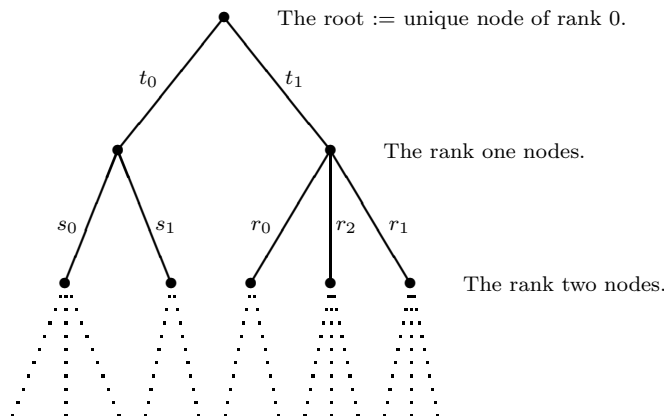 The root := unique node of rank 0.
t₀ t₁
The rank one nodes.
s₀ s₁ r₀ r₂ r₁
The rank two nodes.